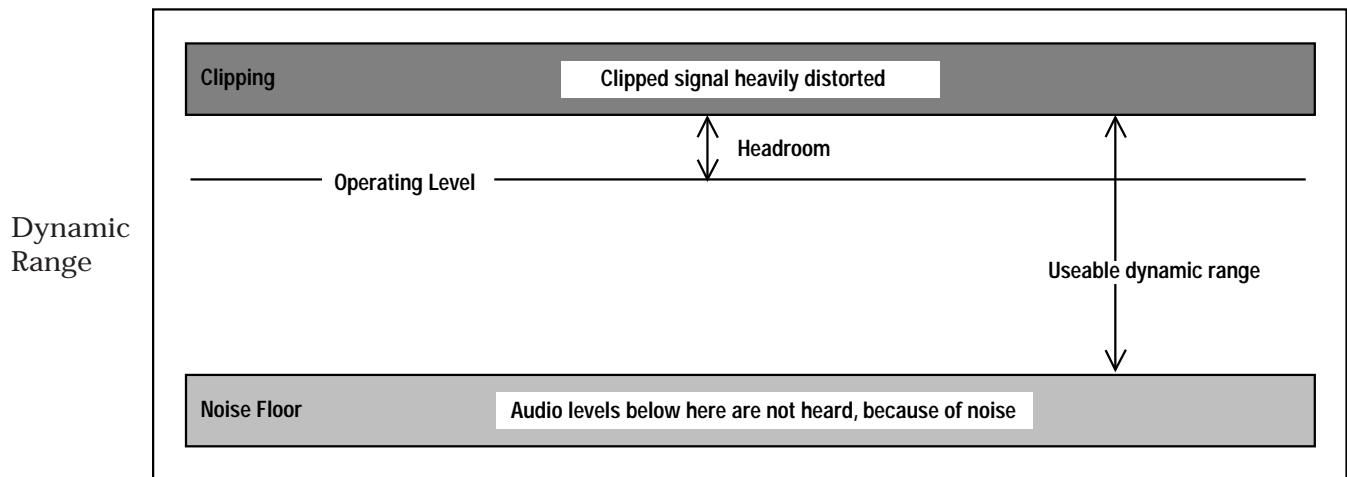 Clipping
Clipped signal heavily distorted
Headroom
Operating Level
Dynamic
Range
Useable dynamic range
Noise Floor
Audio levels below here are not heard, because of noise